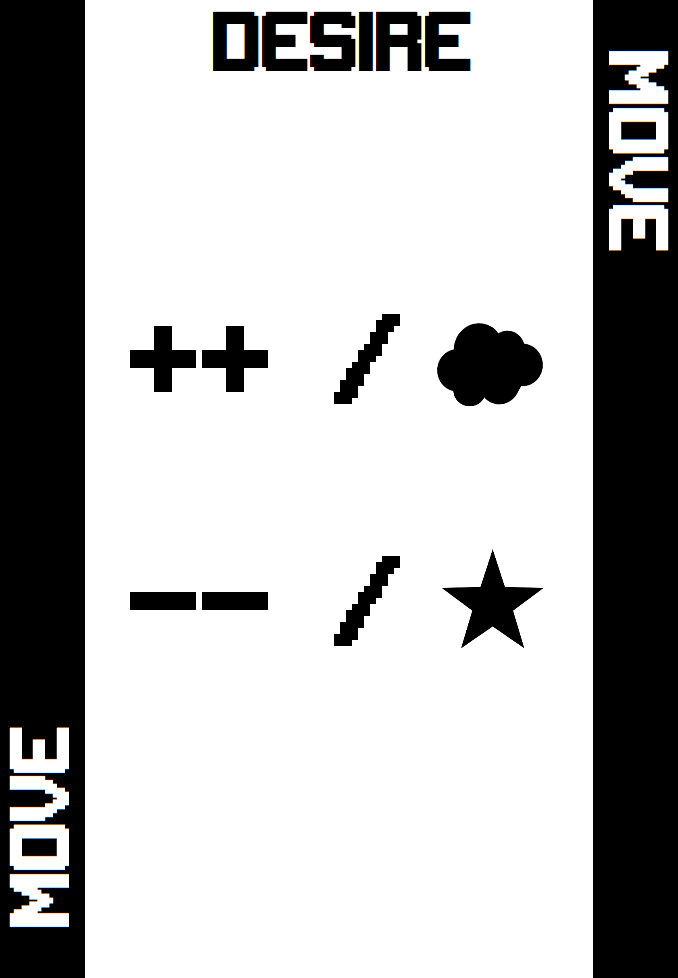 DESIRE
MOVE
++ /
-- / ★
MOVE